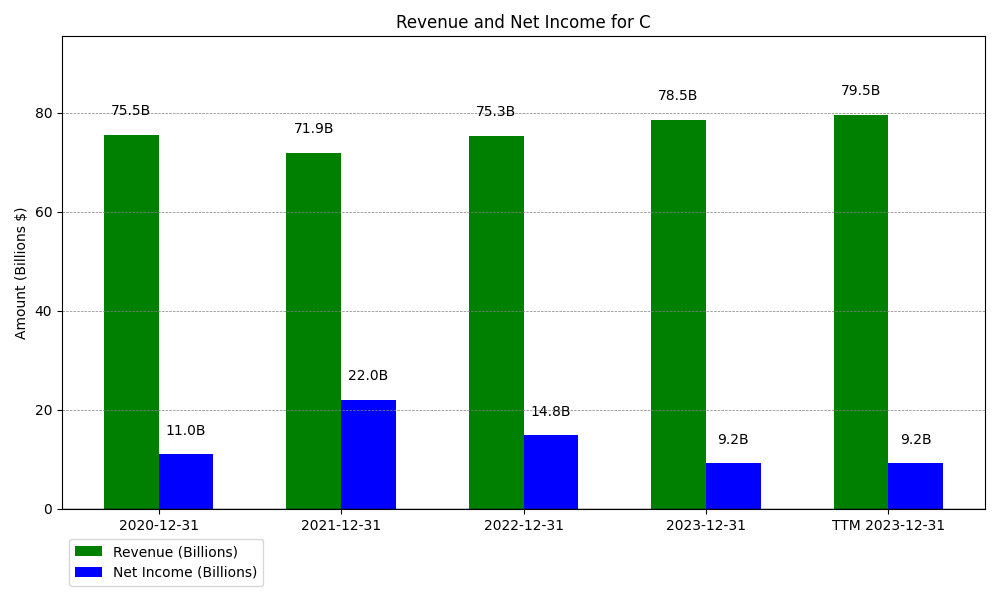 Revenue and Net Income for C
Amount (Billions $)
80
60
40
20
0
75.5B
71.9B
75.3B
78.5B
79.5B
11.0B
22.0B
14.8B
9.2B
9.2B
2020-12-31
2021-12-31
2022-12-31
2023-12-31
TTM 2023-12-31
Revenue (Billions)
Net Income (Billions)